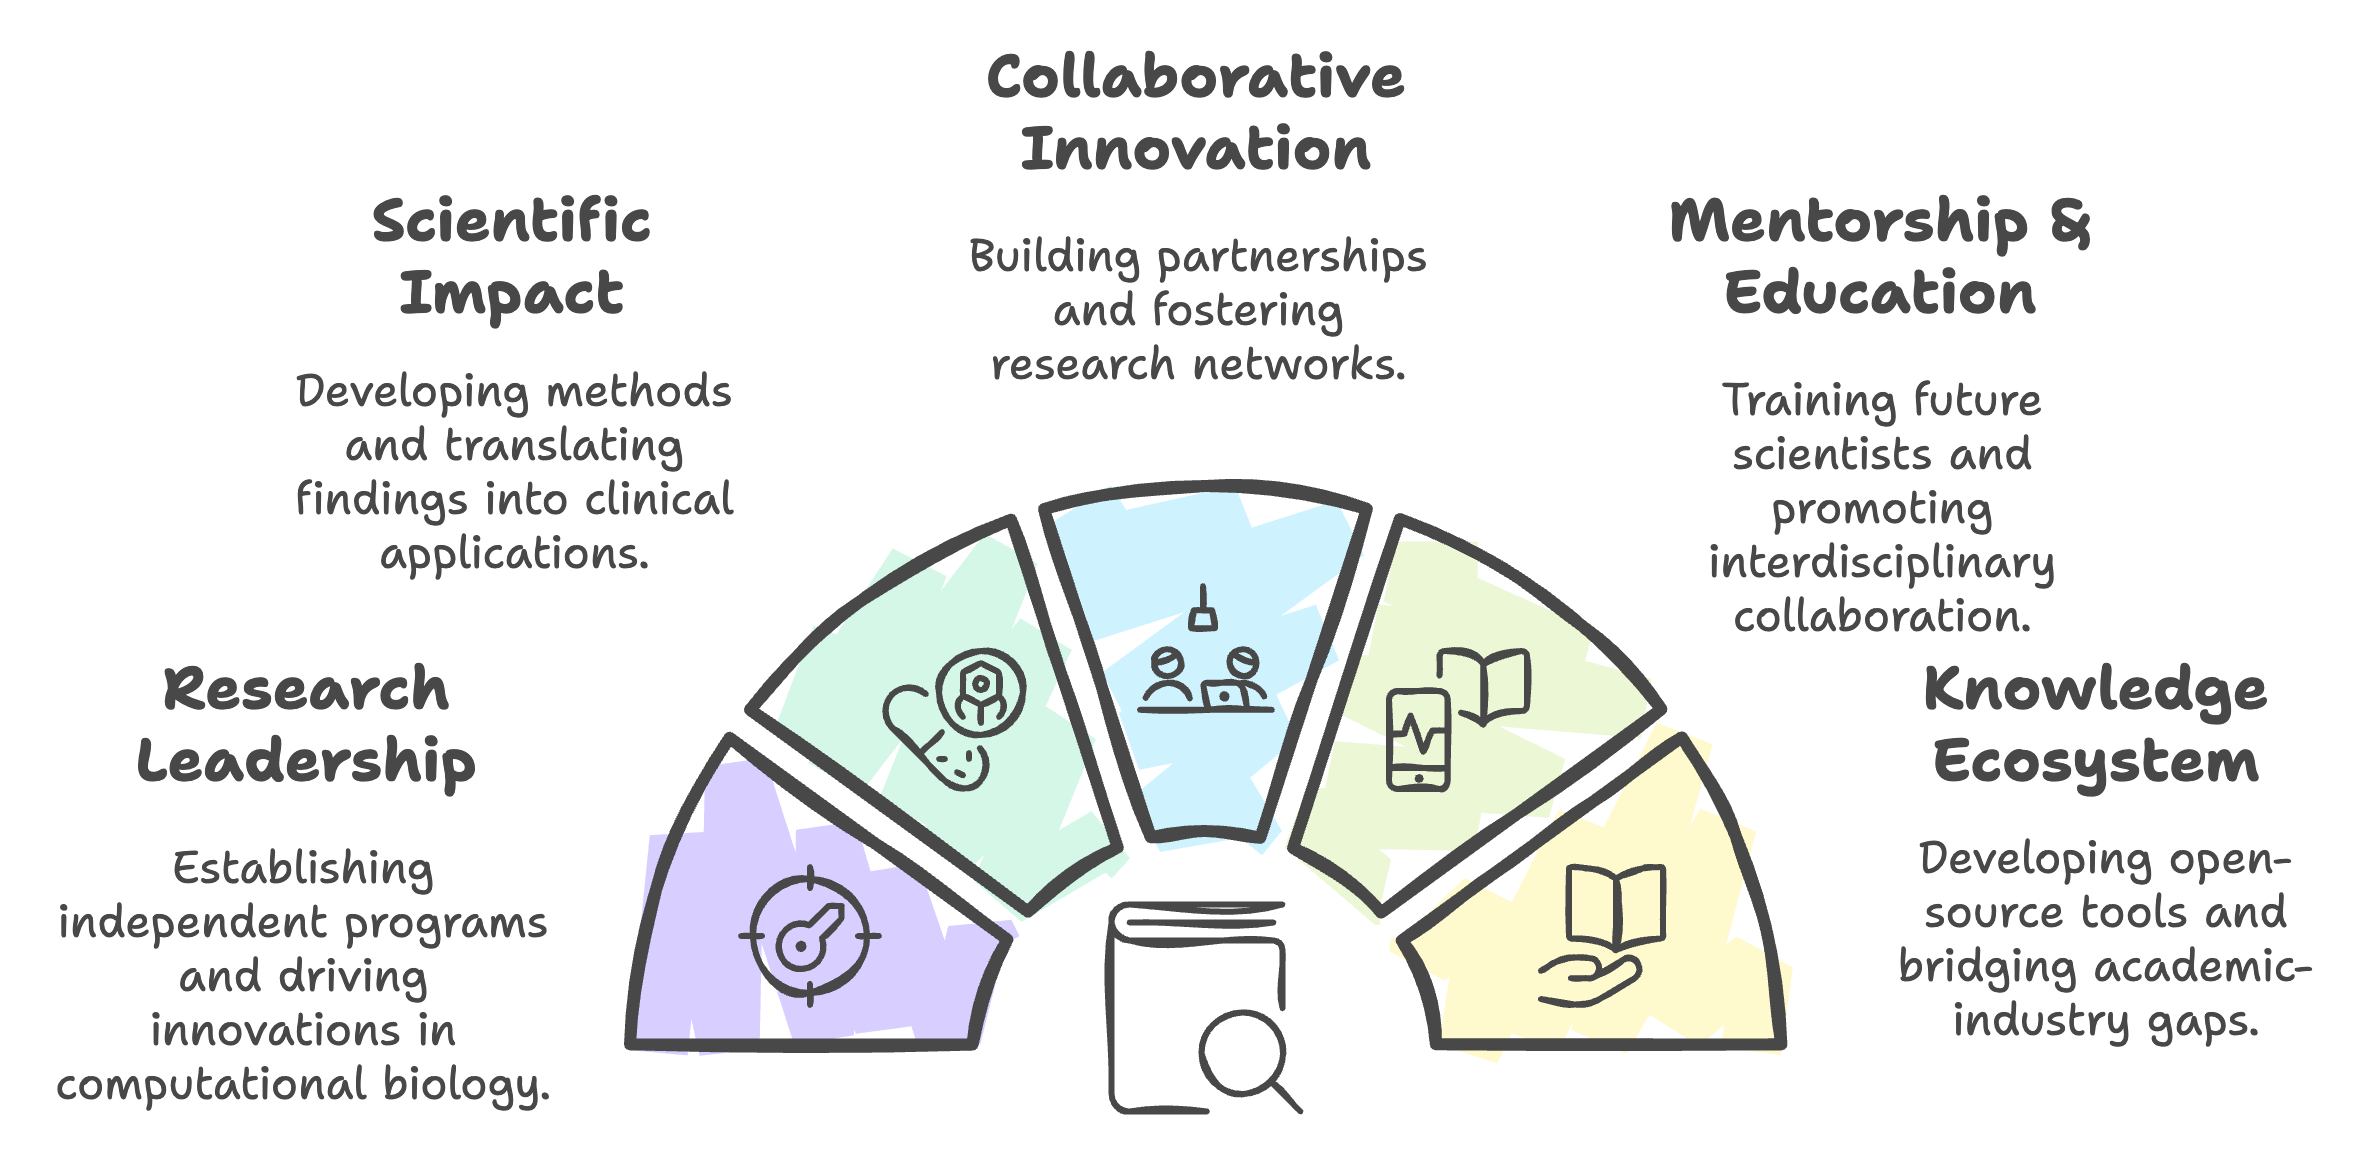 Collaborative
Innovation
Building partnerships
and fostering
research networks.
Scientific
Impact
Developing methods
and translating
findings into clinical
applications.
Mentorship &
Education
Training future
scientists and
promoting
interdisciplinary
collaboration.
Research
Leadership
Establishing
independent programs
and driving
innovations in
computational biology.
Knowledge
Ecosystem
Developing open-
source tools and
bridging academic-
industry gaps.